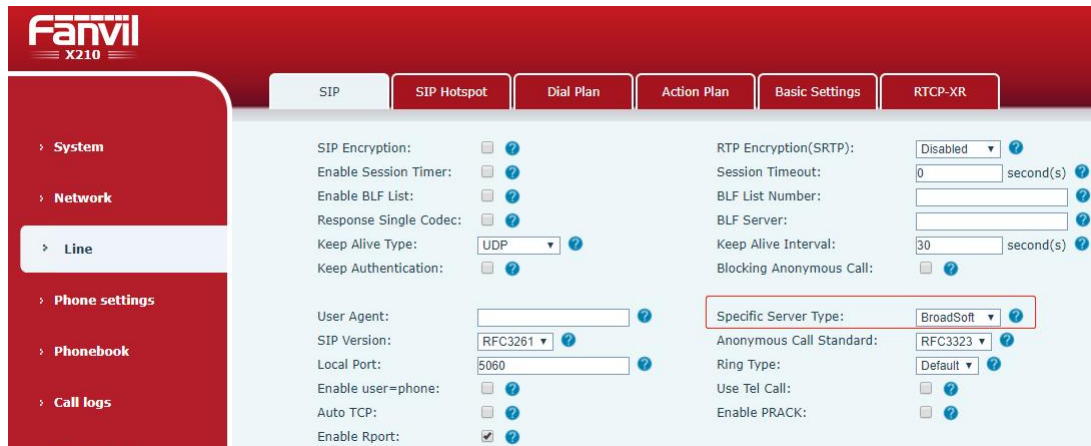 Fanvil
X210
SIP
SIP Hotspot
Dial Plan
Action Plan
Basic Settings
RTCP-XR
› System
› Network
› Line
› Phone settings
› Phonebook
› Call logs
SIP Encryption: ?
RTP Encryption(SRTP): Disabled ?
Enable Session Timer: ?
Session Timeout: 0 second(s) ?
Enable BLF List: ?
BLF List Number: ?
Response Single Codec: ?
BLF Server: ?
Keep Alive Type: UDP ?
Keep Alive Interval: 30 second(s) ?
Keep Authentication: ?
Blocking Anonymous Call: ?
User Agent: ?
Specific Server Type: BroadSoft ?
SIP Version: RFC3261 ?
Anonymous Call Standard: RFC3323 ?
Local Port: 5060 ?
Ring Type: Default ?
Enable user=phone: ?
Use Tel Call: ?
Auto TCP: ?
Enable PRACK: ?
Enable Rport: ?